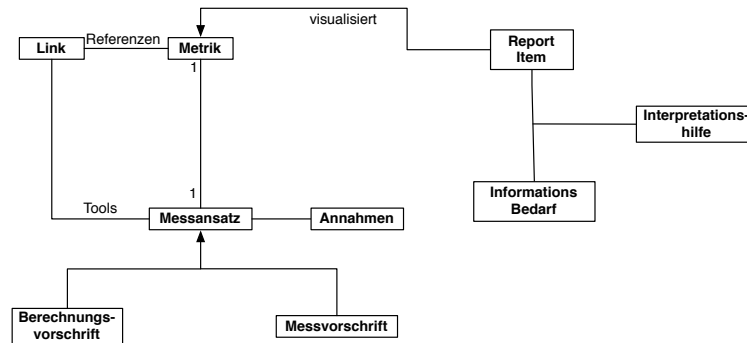 visualisiert
Link
Referenzen
Metrik
Report
Item
1
Interpretations-
hilfe
1
Informations
Bedarf
Tools
Messansatz
Annahmen
Berechnungs-
vorschrift
Messvorschrift